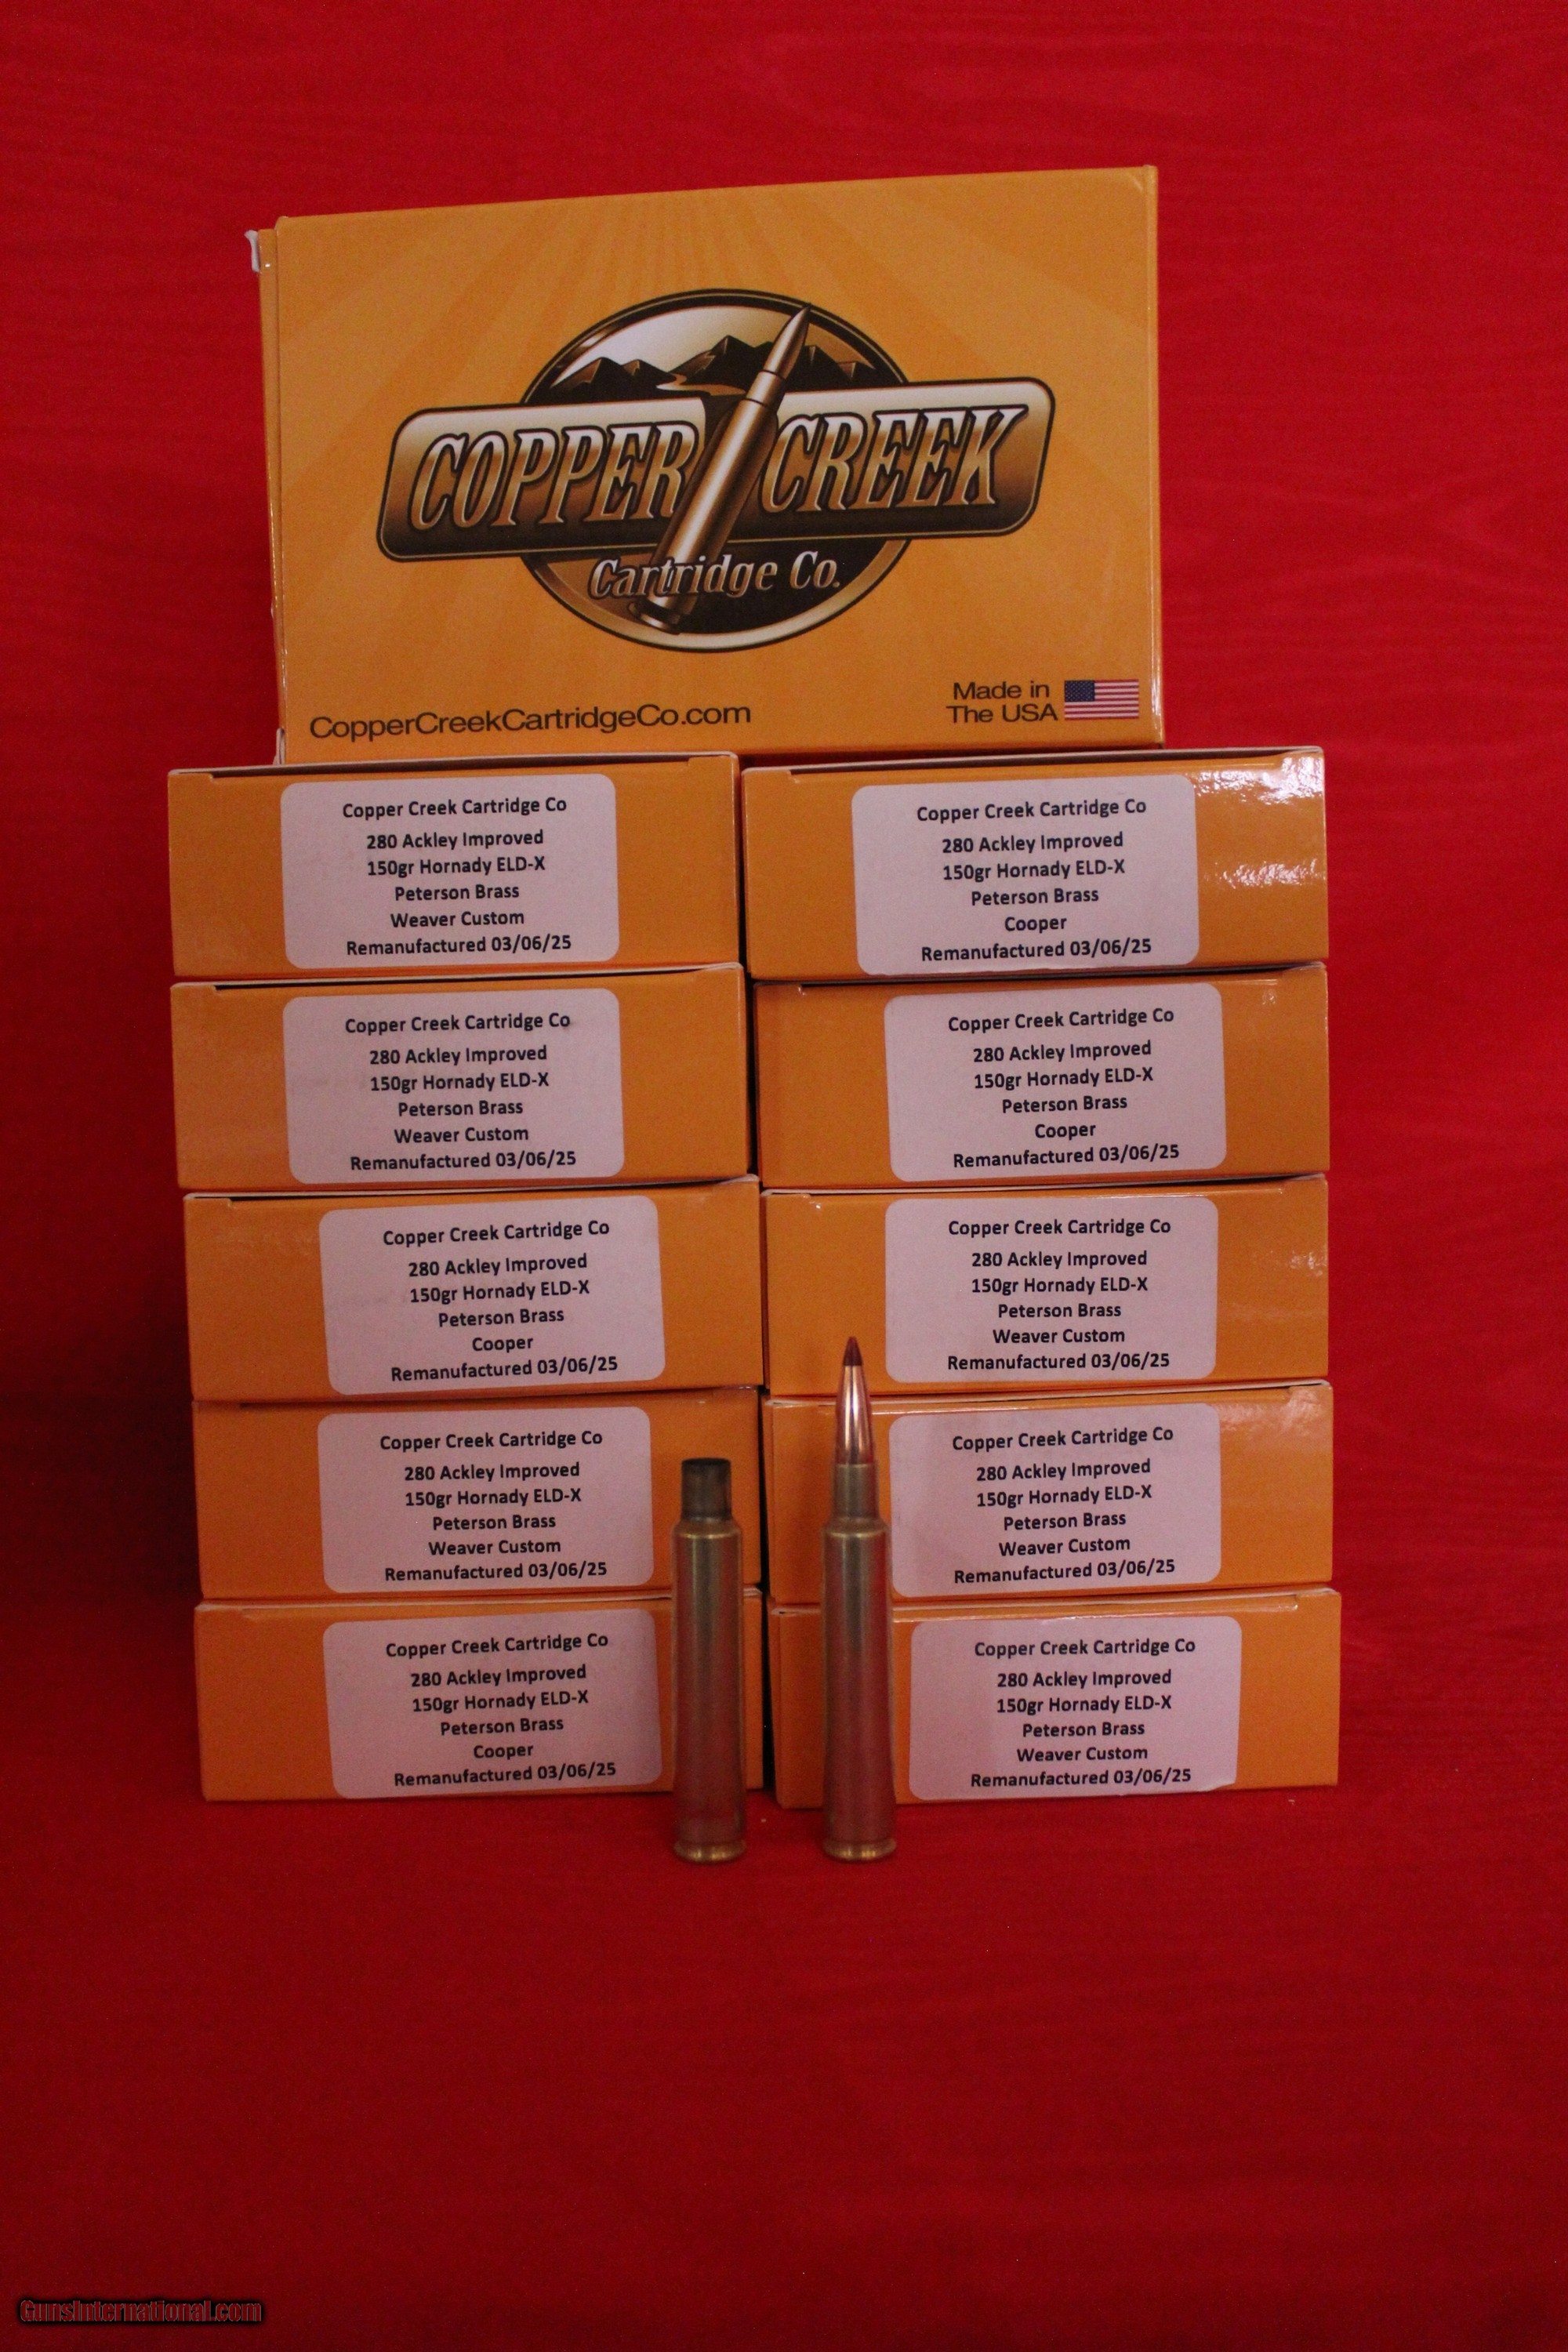 COPPER CREEK
Cartridge Co.
CopperCreekCartridgeCo.com
Made in
The USA
Copper Creek Cartridge Co
280 Ackley Improved
150gr Hornady ELD-X
Peterson Brass
Weaver Custom
Remanufactured 03/06/25
Copper Creek Cartridge Co
280 Ackley Improved
150gr Hornady ELD-X
Peterson Brass
Cooper
Remanufactured 03/06/25
Copper Creek Cartridge Co
280 Ackley Improved
150gr Hornady ELD-X
Peterson Brass
Weaver Custom
Remanufactured 03/06/25
Copper Creek Cartridge Co
280 Ackley Improved
150gr Hornady ELD-X
Peterson Brass
Cooper
Remanufactured 03/06/25
Copper Creek Cartridge Co
280 Ackley Improved
150gr Hornady ELD-X
Peterson Brass
Cooper
Remanufactured 03/06/25
Copper Creek Cartridge Co
280 Ackley Improved
150gr Hornady ELD-X
Peterson Brass
Weaver Custom
Remanufactured 03/06/25
Copper Creek Cartridge Co
280 Ackley Improved
150gr Hornady ELD-X
Peterson Brass
Weaver Custom
Remanufactured 03/06/25
Copper Creek Cartridge Co
280 Ackley Improved
150gr Hornady ELD-X
Peterson Brass
Weaver Custom
Remanufactured 03/06/25
Copper Creek Cartridge Co
280 Ackley Improved
150gr Hornady ELD-X
Peterson Brass
Cooper
Remanufactured 03/06/25
Copper Creek Cartridge Co
280 Ackley Improved
150gr Hornady ELD-X
Peterson Brass
Weaver Custom
Remanufactured 03/06/25
GunsInternational.com